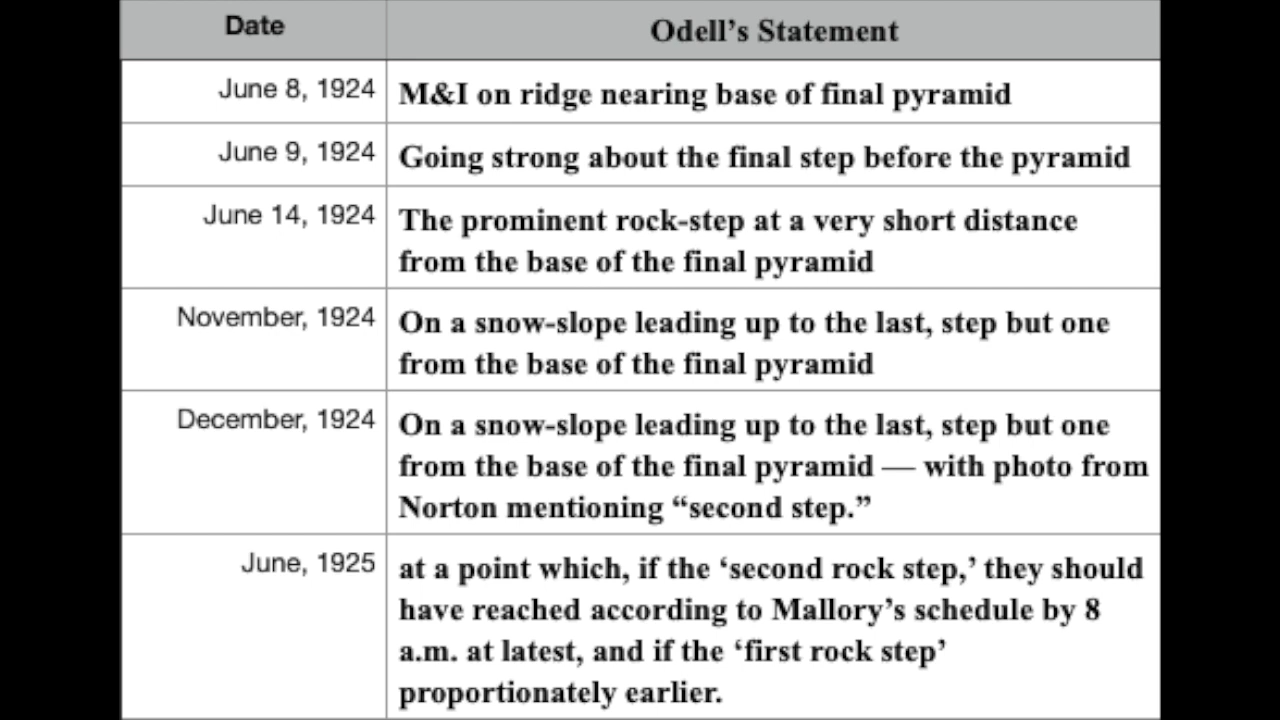 Date Odell’s Statement
June 8, 1924 M&I on ridge nearing base of final pyramid
June 9, 1924 Going strong about the final step before the pyramid
June 14, 1924 The prominent rock-step at a very short distance
from the base of the final pyramid
November, 1924 On a snow-slope leading up to the last, step but one
from the base of the final pyramid
December, 1924 On a snow-slope leading up to the last, step but one
from the base of the final pyramid — with photo from
Norton mentioning “second step.”
June, 1925 at a point which, if the ‘second rock step,’ they should
have reached according to Mallory’s schedule by 8
a.m. at latest, and if the ‘first rock step’
proportionately earlier.